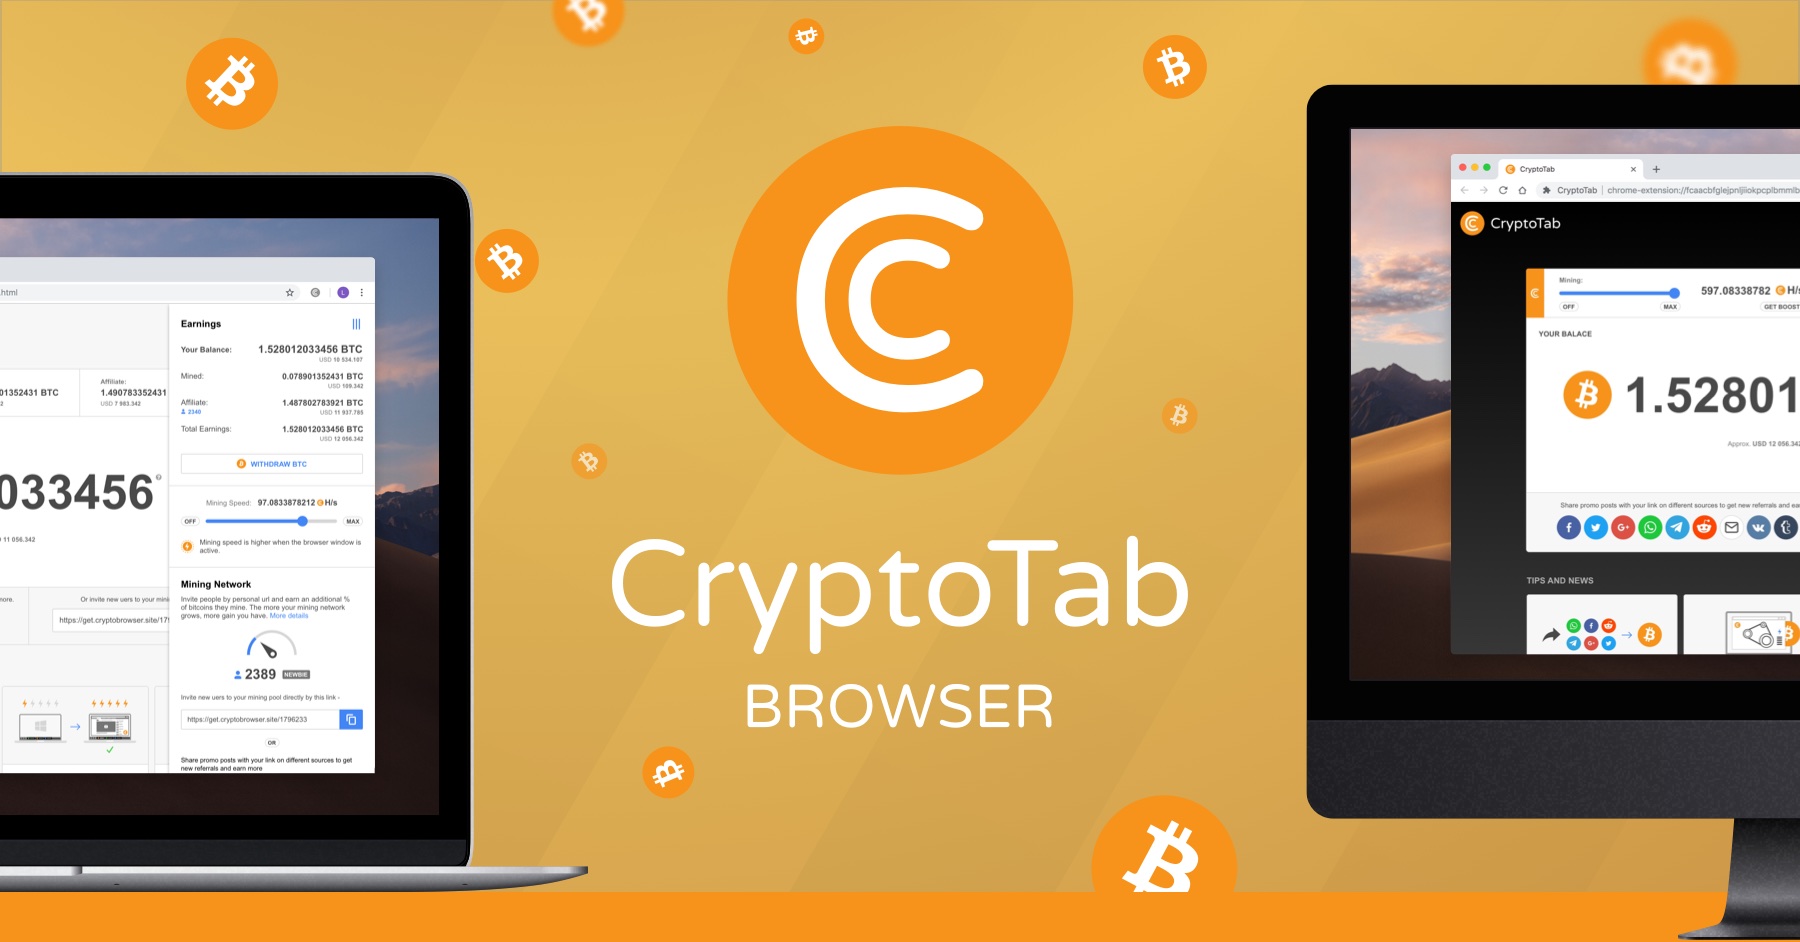 .html
Earnings
Your Balance: 1.528012033456 BTC
USD 10 534.107
Mined: 0.078901352431 BTC
USD 109.342
Affiliate: 1.487802783921 BTC
2340 USD 11 937.785
Total Earnings: 1.528012033456 BTC
USD 12 056.342
WITHDRAW BTC
Mining Speed: 97.0833878212 H/s
OFF MAX
Mining speed is higher when the browser window is
active.
Mining Network
Invite people by personal url and earn an additional %
of bitcoins they mine. The more your mining network
grows, more gain you have. More details
2389 NEWBIE
Invite new uers to your mining pool directly by this link -
https://get.cryptobrowser.site/1796233
OR
Share promo posts with your link on different sources to get
new referrals and earn more
01352431 BTC
2
Affiliate:
1.490783352431
USD 7 983.342
033456
11 056.342
more.
Or invite new uers to your mini
https://get.cryptobrowser.site/179
CryptoTab
BROWSER
CryptoTab
CryptoTab chrome-extension://fcaacbfglejpnljiiokpcplbmmlb
CryptoTab
Mining:
OFF MAX
597.08338782 H/s
GET BOOST
YOUR BALACE
1.52801
Approx. USD 12 056.342
Share promo posts with your link on different sources to get new referrals and ea
TIPS AND NEWS